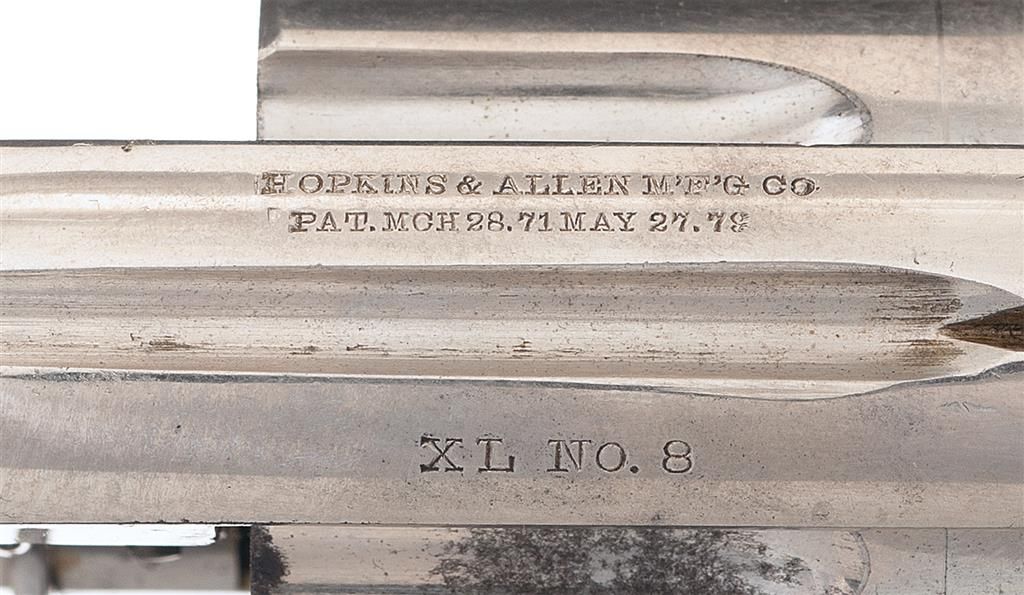 HOPKINS & ALLEN M'F'G CO
PAT. MCH 28. 71 MAY 27. 79
XL NO. 8